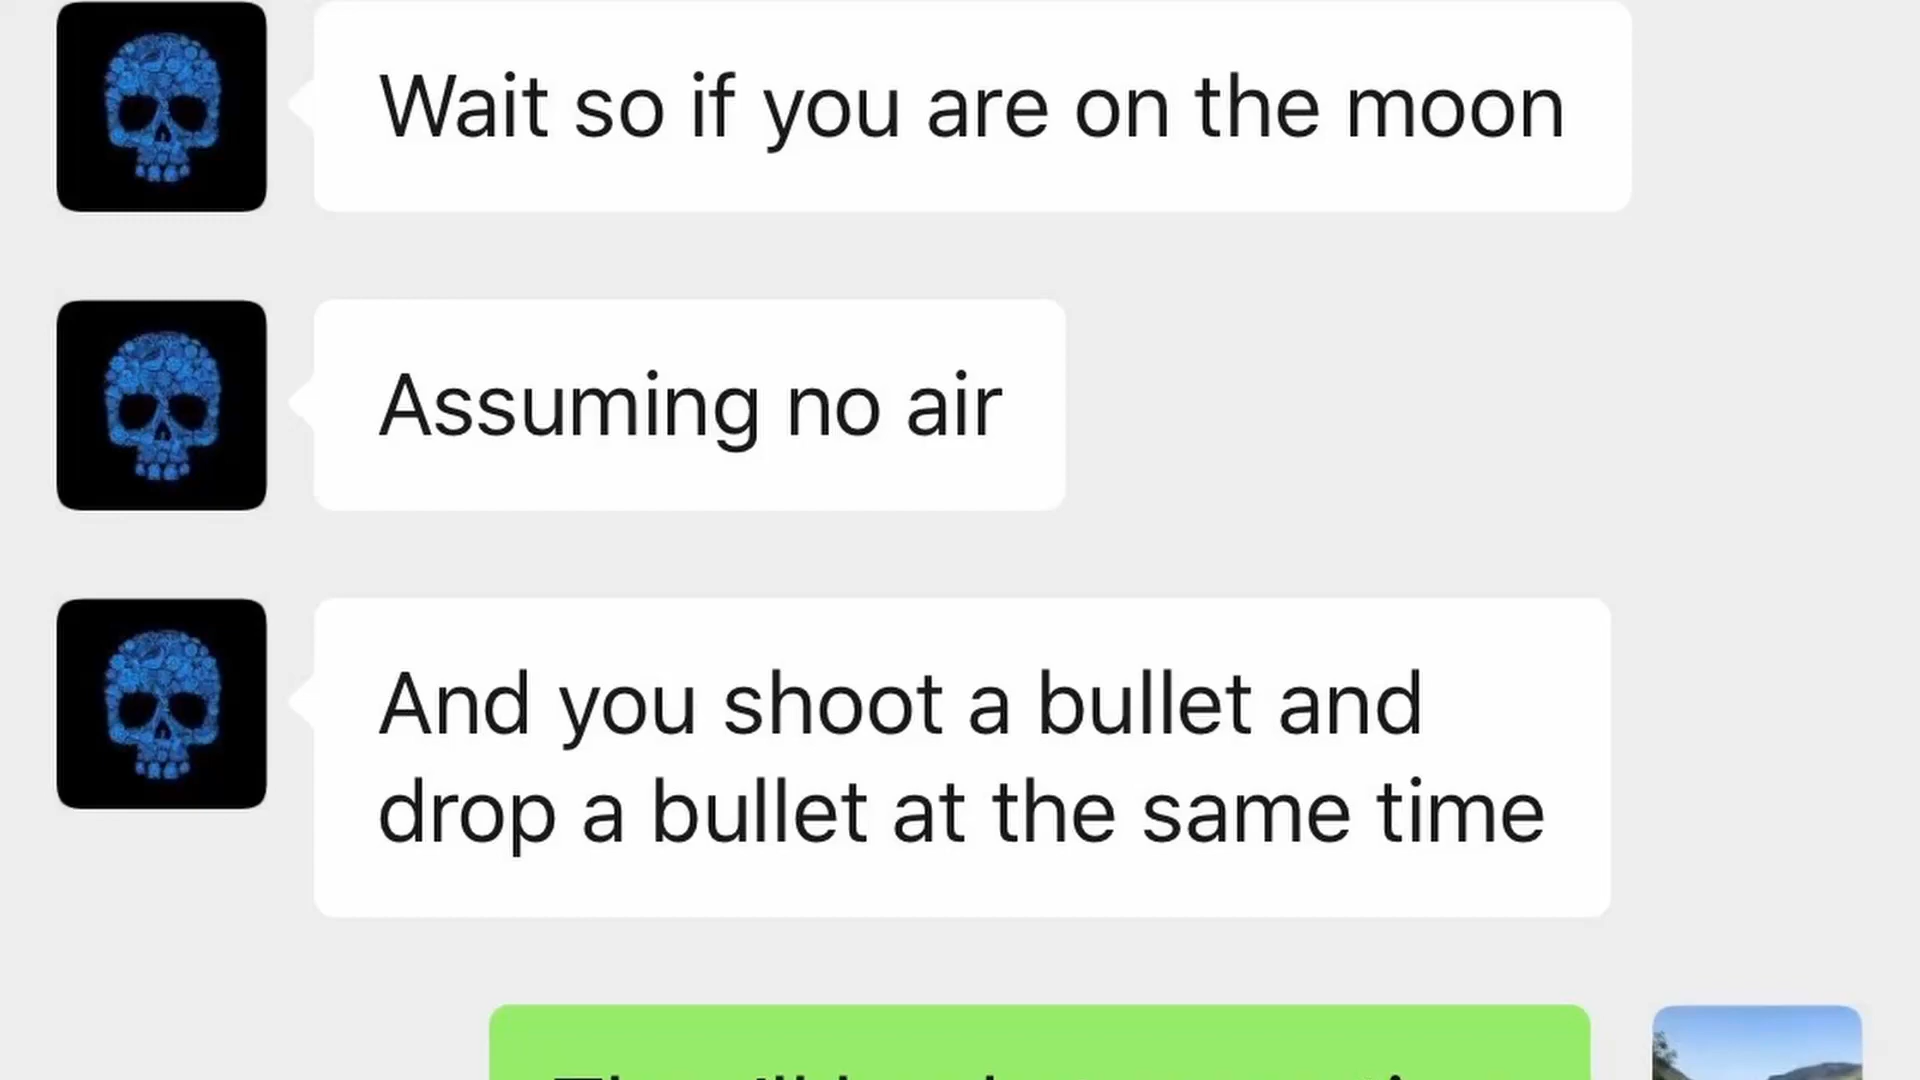 Wait so if you are on the moon
Assuming no air
And you shoot a bullet and
drop a bullet at the same time